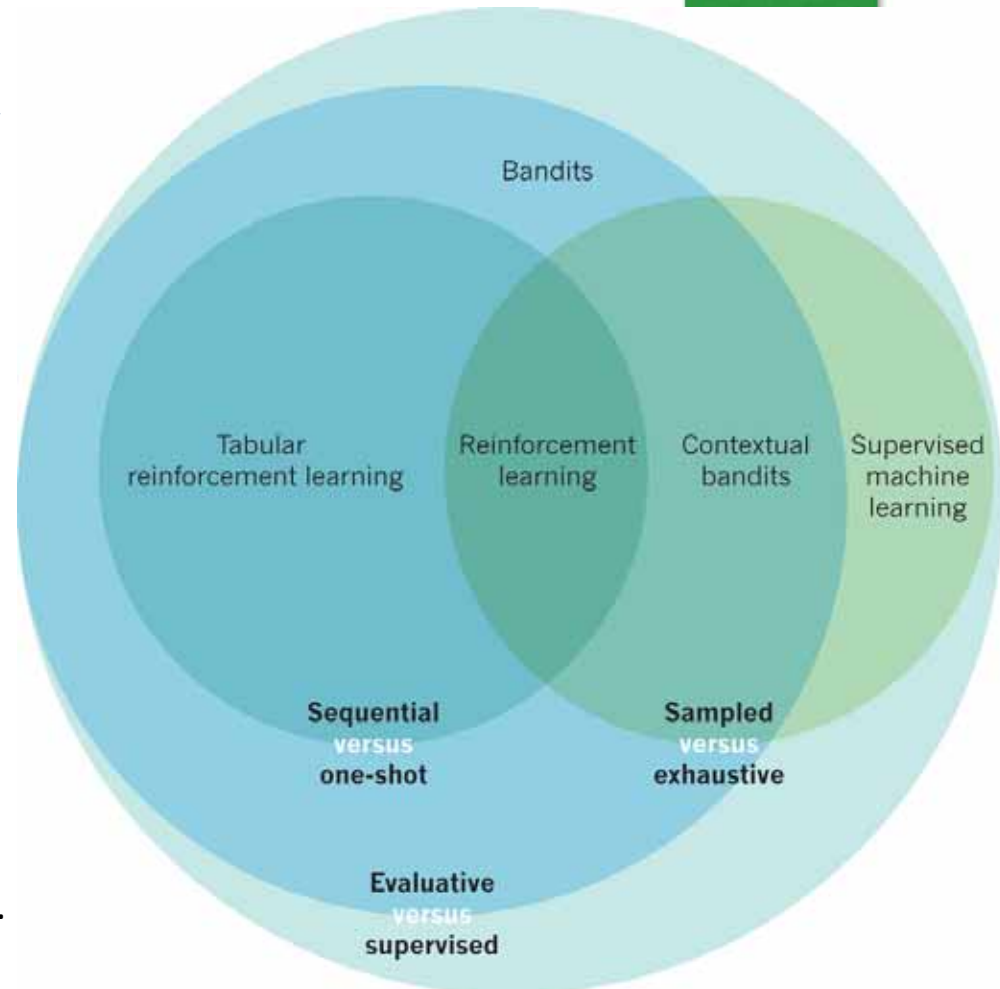 Bandits
Tabular
reinforcement learning
Reinforcement
learning
Contextual
bandits
Supervised
machine
learning
Sequential
versus
one-shot
Sampled
versus
exhaustive
Evaluative
versus
supervised